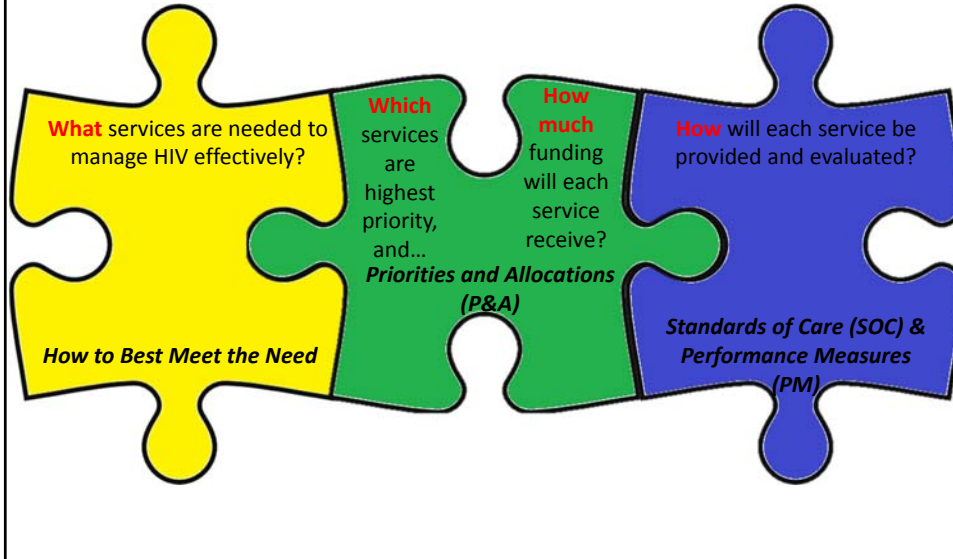 What services are needed to
manage HIV effectively?
How to Best Meet the Need
Which
services
are
highest
priority,
and…
How
much
funding
will each
service
receive?
Priorities and Allocations
(P&A)
How will each service be
provided and evaluated?
Standards of Care (SOC) &
Performance Measures
(PM)